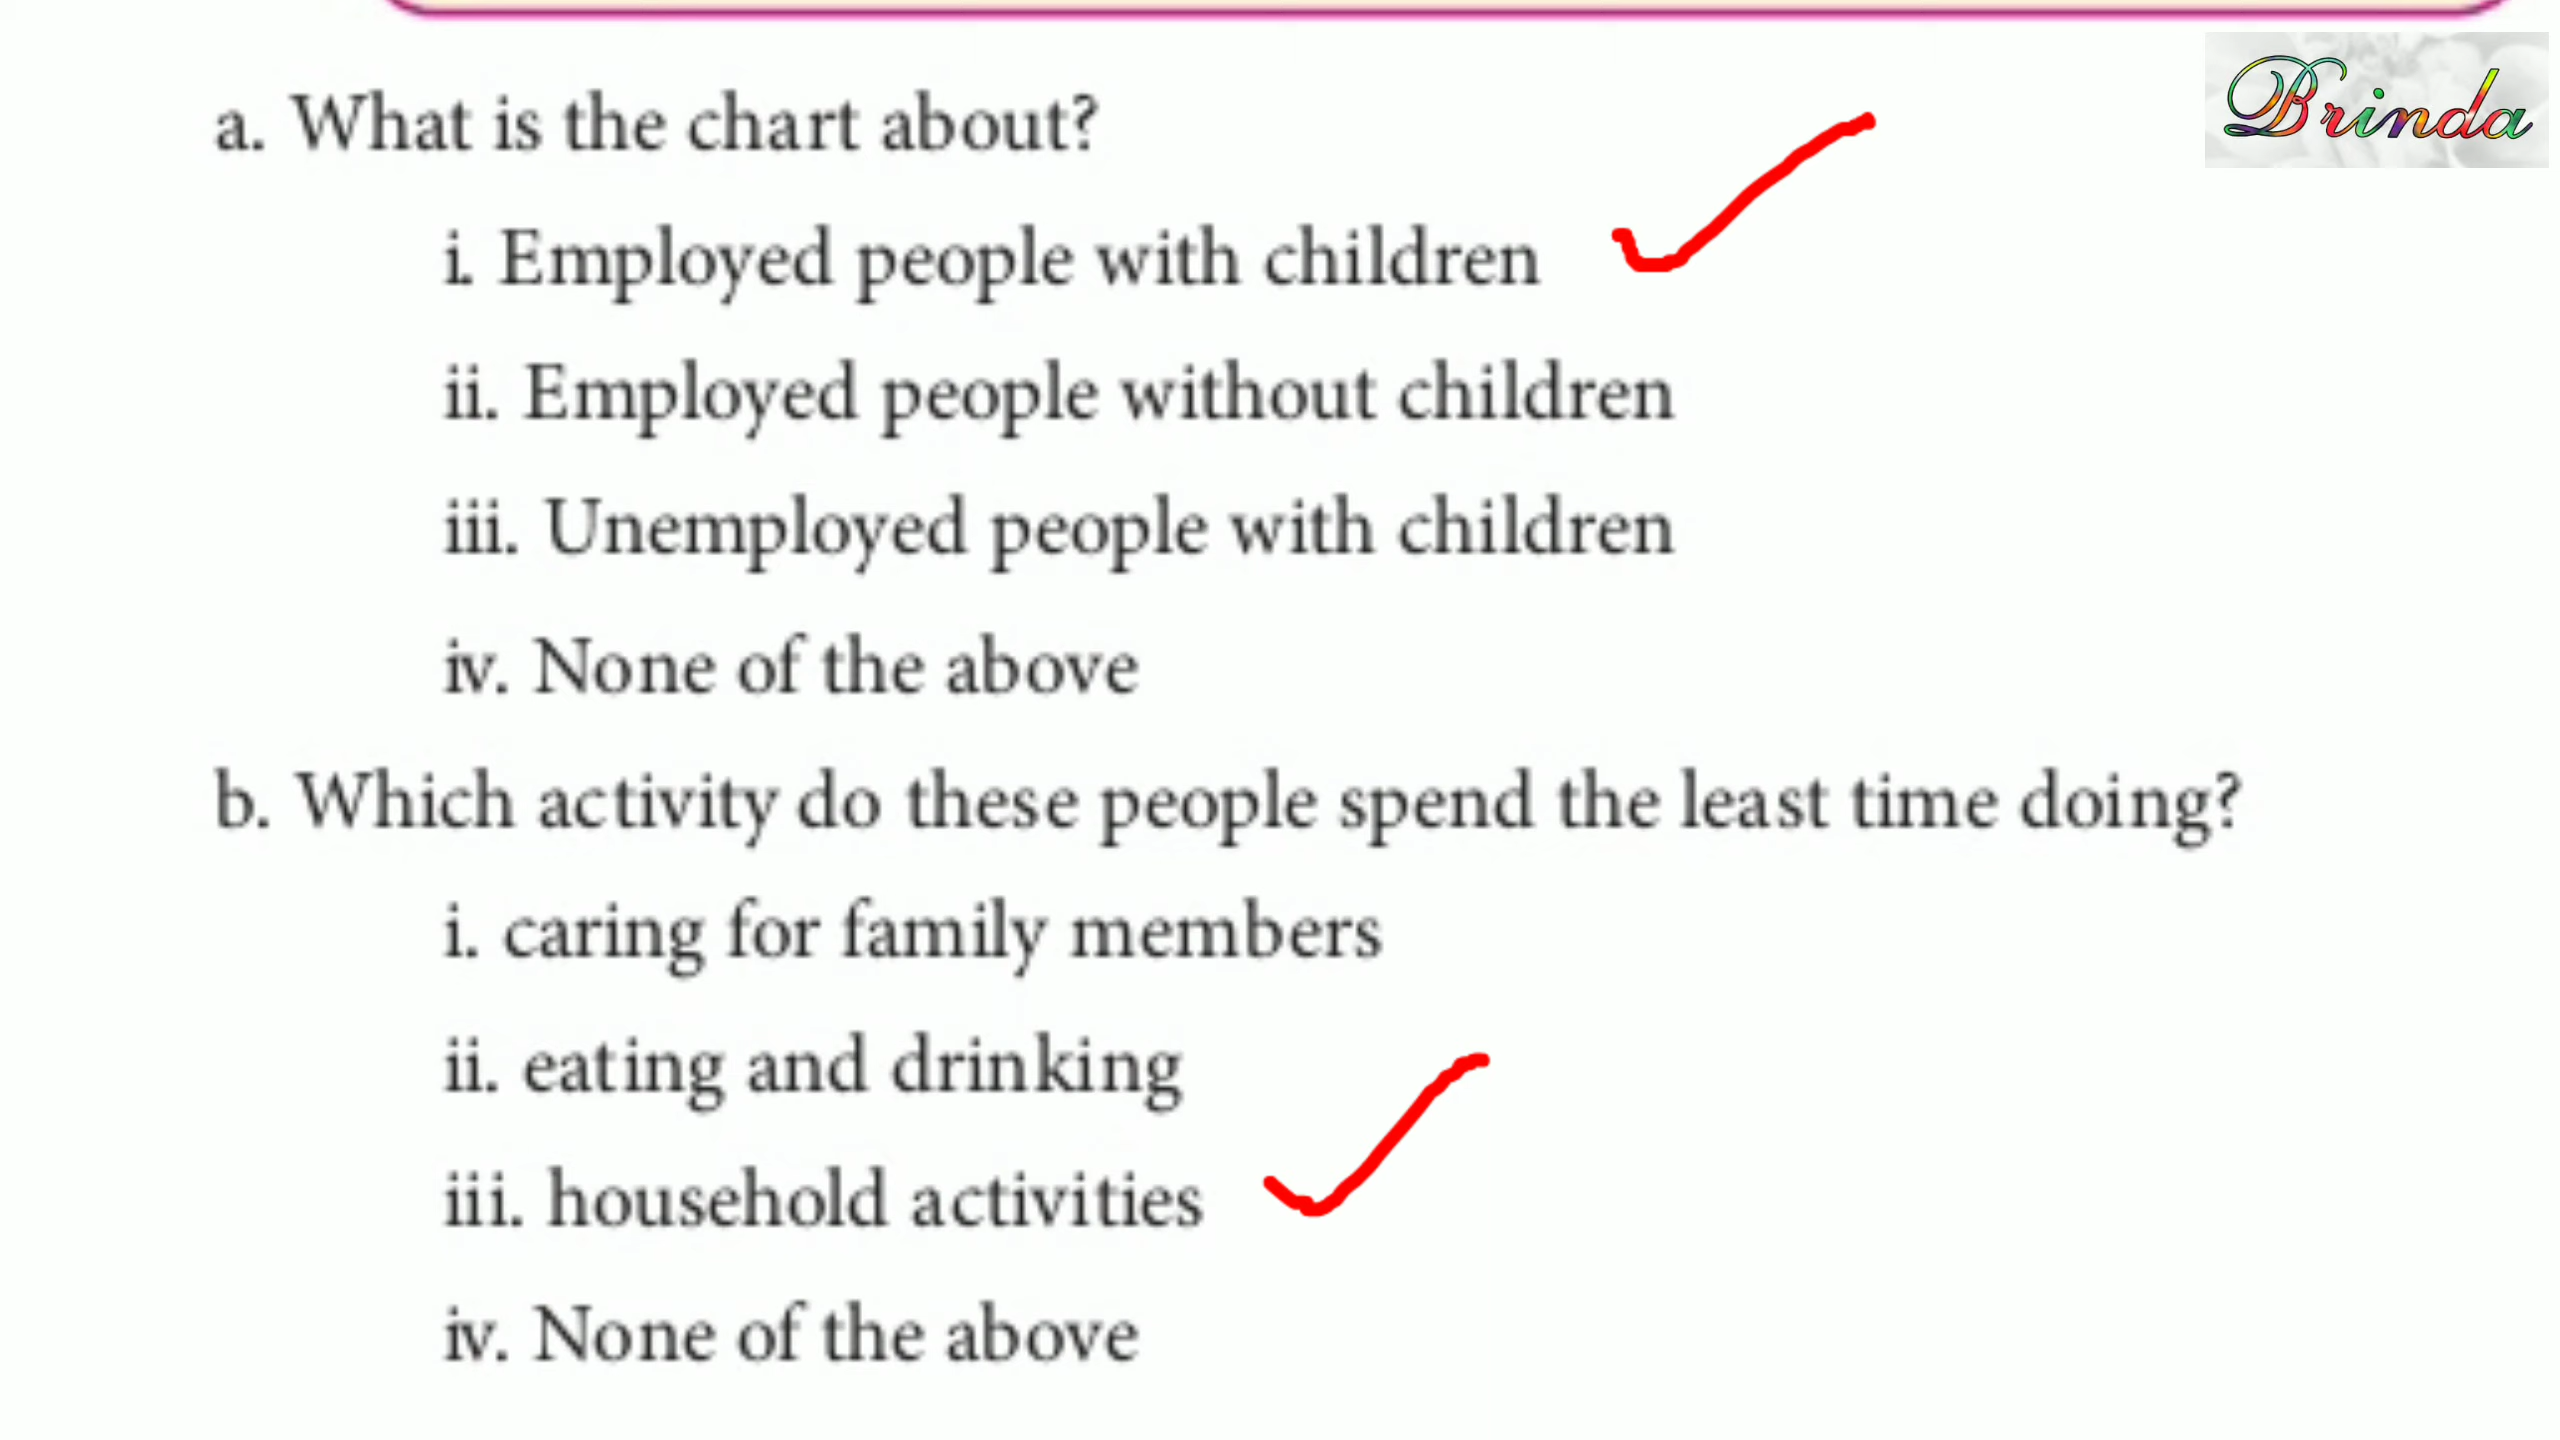 Brinda
a. What is the chart about?
i. Employed people with children
ii. Employed people without children
iii. Unemployed people with children
iv. None of the above
b. Which activity do these people spend the least time doing?
i. caring for family members
ii. eating and drinking
iii. household activities
iv. None of the above